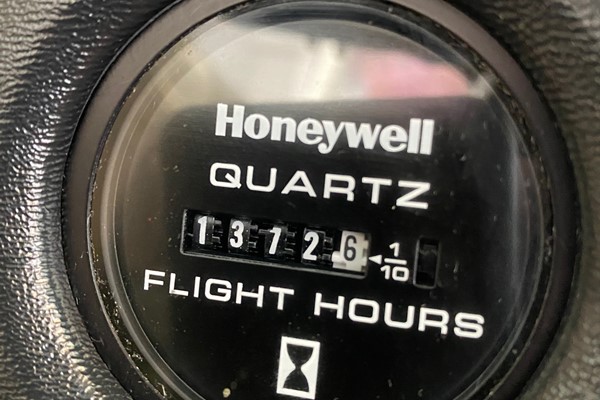 Honeywell
QUARTZ
13726 1/10
FLIGHT HOURS